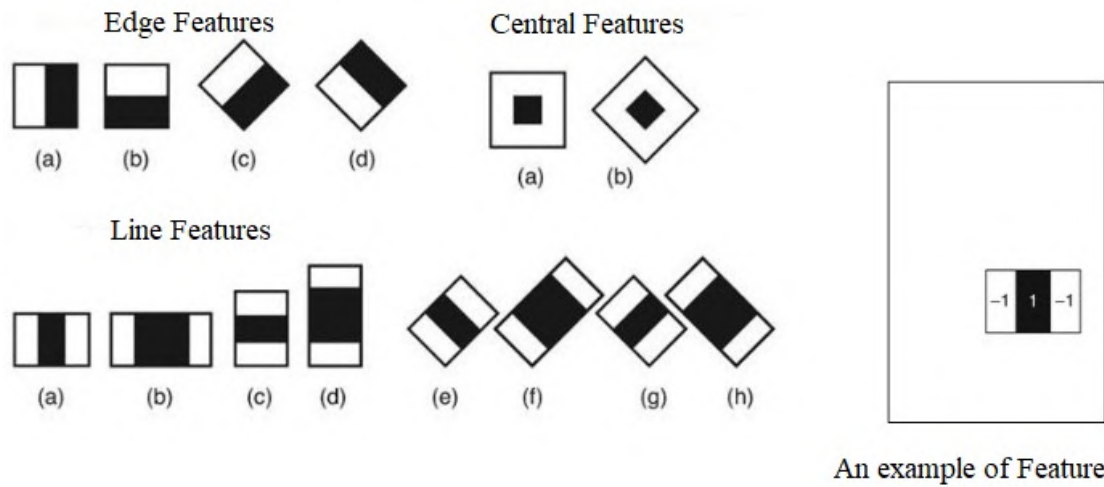 Edge Features
Central Features
(a) (b) (c) (d)
(a) (b)
Line Features
−1 1 −1
(a) (b) (c) (d) (e) (f) (g) (h)
An example of Feature